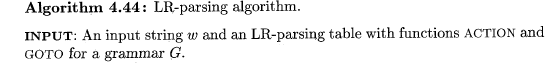 Algorithm 4.44: LR-parsing algorithm.
INPUT: An input string w and an LR-parsing table with functions ACTION and
GOTO for a grammar G.